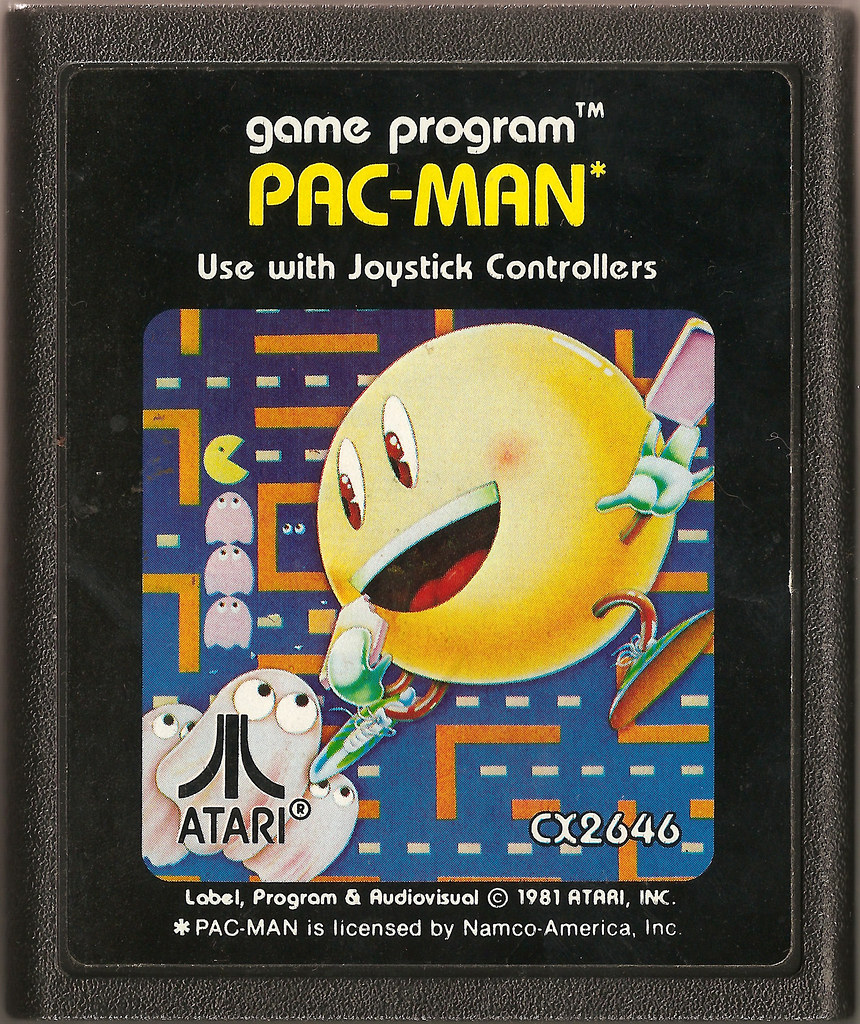 game program™
PAC-MAN*
Use with Joystick Controllers
ATARI®
CX2646
Label, Program & Audiovisual © 1981 ATARI, INC.
*PAC-MAN is licensed by Namco-America, Inc.